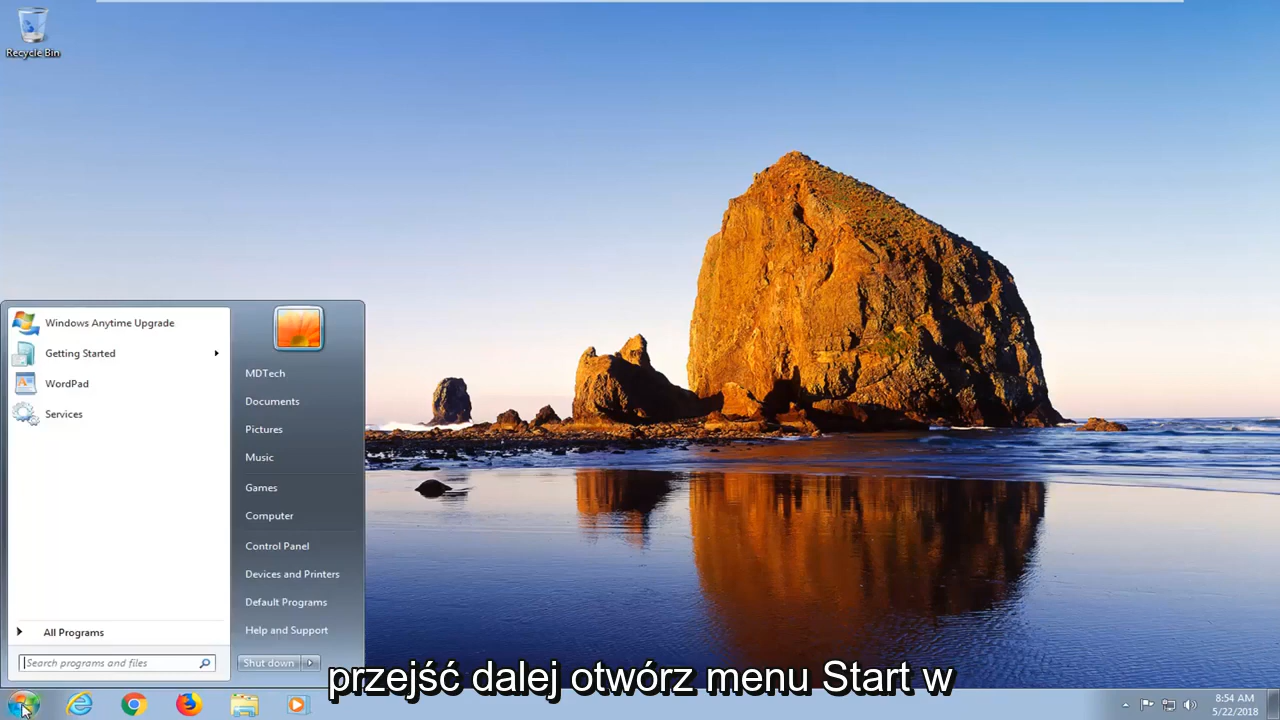 Recycle Bin
Windows Anytime Upgrade
Getting Started
WordPad
Services
All Programs
Search programs and files
MDTech
Documents
Pictures
Music
Games
Computer
Control Panel
Devices and Printers
Default Programs
Help and Support
Shut down
przejść dalej otwórz menu Start w
8:54 AM
5/22/2018